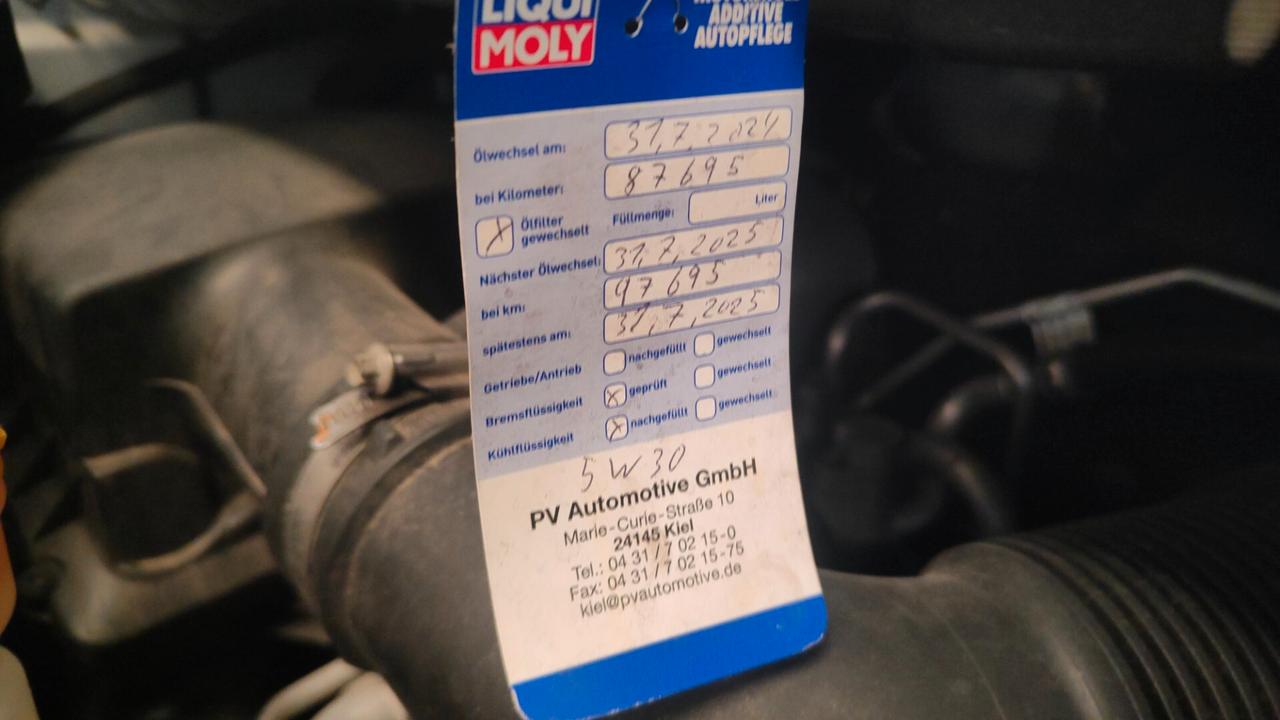 LIQUI
MOLY
ADDITIVE
AUTOPFLEGE
Ölwechsel am: 31.7.2024
bei Kilometer: 87695
X Ölfilter gewechselt Füllmenge: Liter
Nächster Ölwechsel: 31.7.2025
bei km: 97695
spätestens am: 31.7.2025
Getriebe/Antrieb nachgefüllt gewechselt
Bremsflüssigkeit X geprüft gewechselt
Kühlflüssigkeit X nachgefüllt gewechselt
5W30
PV Automotive GmbH
Marie-Curie-Straße 10
24145 Kiel
Tel.: 04 31 / 7 02 15-0
Fax: 04 31 / 7 02 15-75
kiel@pvautomotive.de